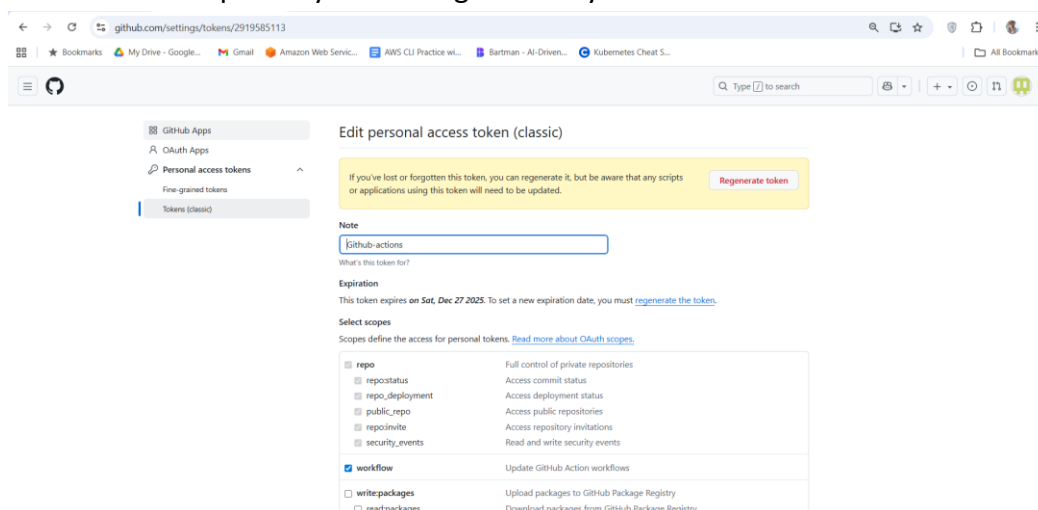 github.com/settings/tokens/2919585113
Bookmarks My Drive - Google... Gmail Amazon Web Servic... AWS CLI Practice wi... Bartman - AI-Driven... Kubernetes Cheat S... All Bookmark
Type / to search
GitHub Apps
OAuth Apps
Personal access tokens
Fine-grained tokens
Tokens (classic)
Edit personal access token (classic)
If you've lost or forgotten this token, you can regenerate it, but be aware that any scripts
or applications using this token will need to be updated.
Regenerate token
Note
Github-actions
What's this token for?
Expiration
This token expires on Sat, Dec 27 2025. To set a new expiration date, you must regenerate the token.
Select scopes
Scopes define the access for personal tokens. Read more about OAuth scopes.
repo Full control of private repositories
repo:status Access commit status
repo_deployment Access deployment status
public_repo Access public repositories
repo:invite Access repository invitations
security_events Read and write security events
workflow Update GitHub Action workflows
write:packages Upload packages to GitHub Package Registry
read:packages Download packages from GitHub Package Registry